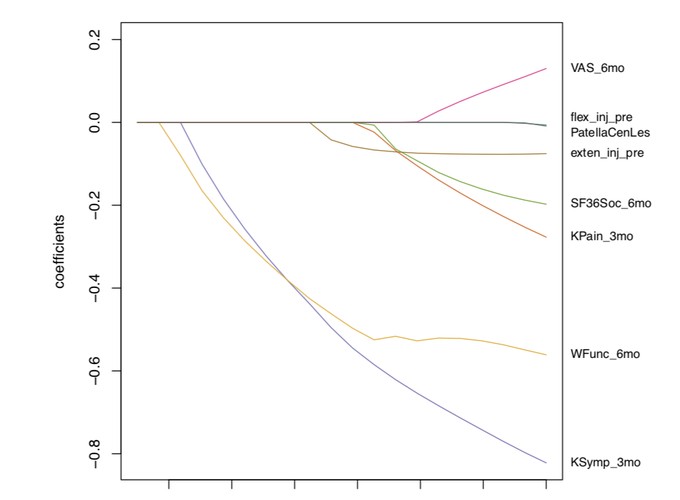 0.2
0.0
−0.2
−0.4
−0.6
−0.8
coefficients
VAS_6mo
flex_inj_pre
PatellaCenLes
exten_inj_pre
SF36Soc_6mo
KPain_3mo
WFunc_6mo
KSymp_3mo